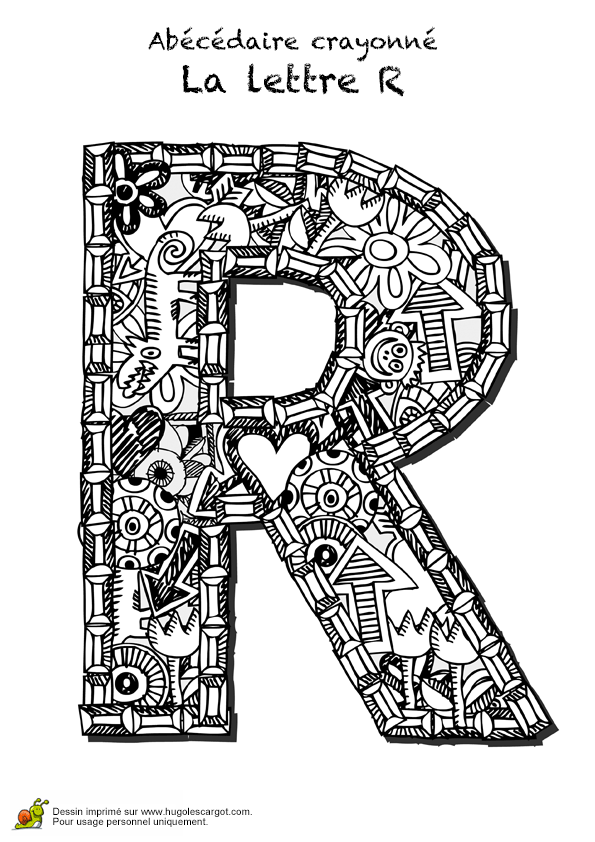 Abécédaire crayonné
La lettre R
R
Dessin imprimé sur www.hugolescargot.com.
Pour usage personnel uniquement.